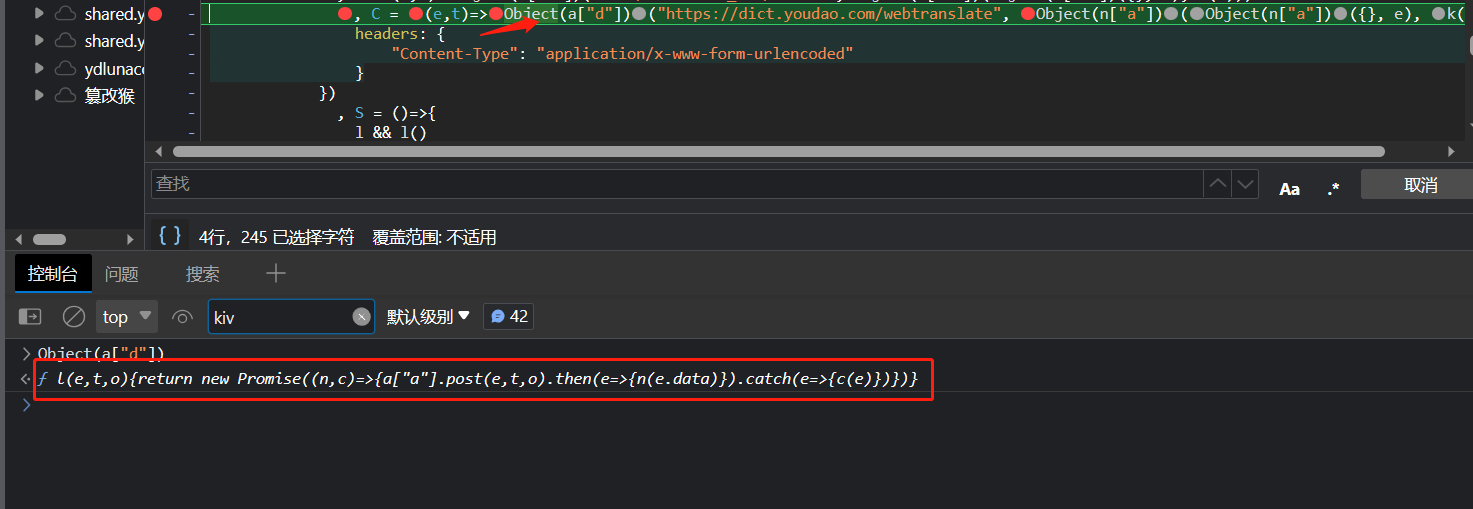 shared.y
, C = (e,t)=>Object(a["d"])("https://dict.youdao.com/webtranslate", Object(n["a"])(Object(n["a"])({}, e), k(
shared.y
headers: {
"Content-Type": "application/x-www-form-urlencoded"
ydlunacc
}
篡改猴
})
, S = ()=>{
l && l()
查找
Aa
.*
取消
{ }
4行，245 已选择字符
覆盖范围: 不适用
控制台
问题
搜索
top
kiv
默认级别
42
Object(a["d"])
ƒ l(e,t,o){return new Promise((n,c)=>{a["a"].post(e,t,o).then(e=>{n(e.data)}).catch(e=>{c(e)})})}